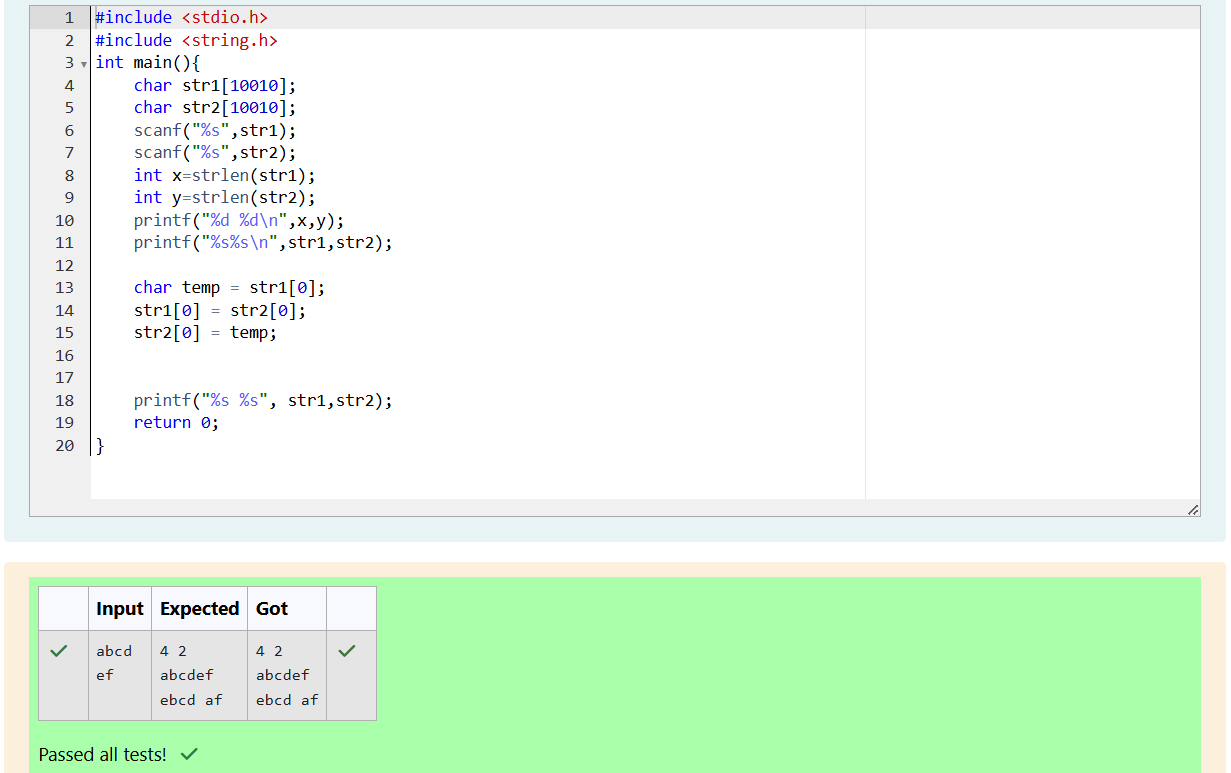 1 #include <stdio.h>
2 #include <string.h>
3 int main(){
4     char str1[10010];
5     char str2[10010];
6     scanf("%s",str1);
7     scanf("%s",str2);
8     int x=strlen(str1);
9     int y=strlen(str2);
10     printf("%d %d\n",x,y);
11     printf("%s%s\n",str1,str2);
12
13     char temp = str1[0];
14     str1[0] = str2[0];
15     str2[0] = temp;
16
17
18     printf("%s %s", str1,str2);
19     return 0;
20 }
Input Expected Got
abcd 4 2 4 2
ef abcdef abcdef
ebcd af ebcd af
Passed all tests!